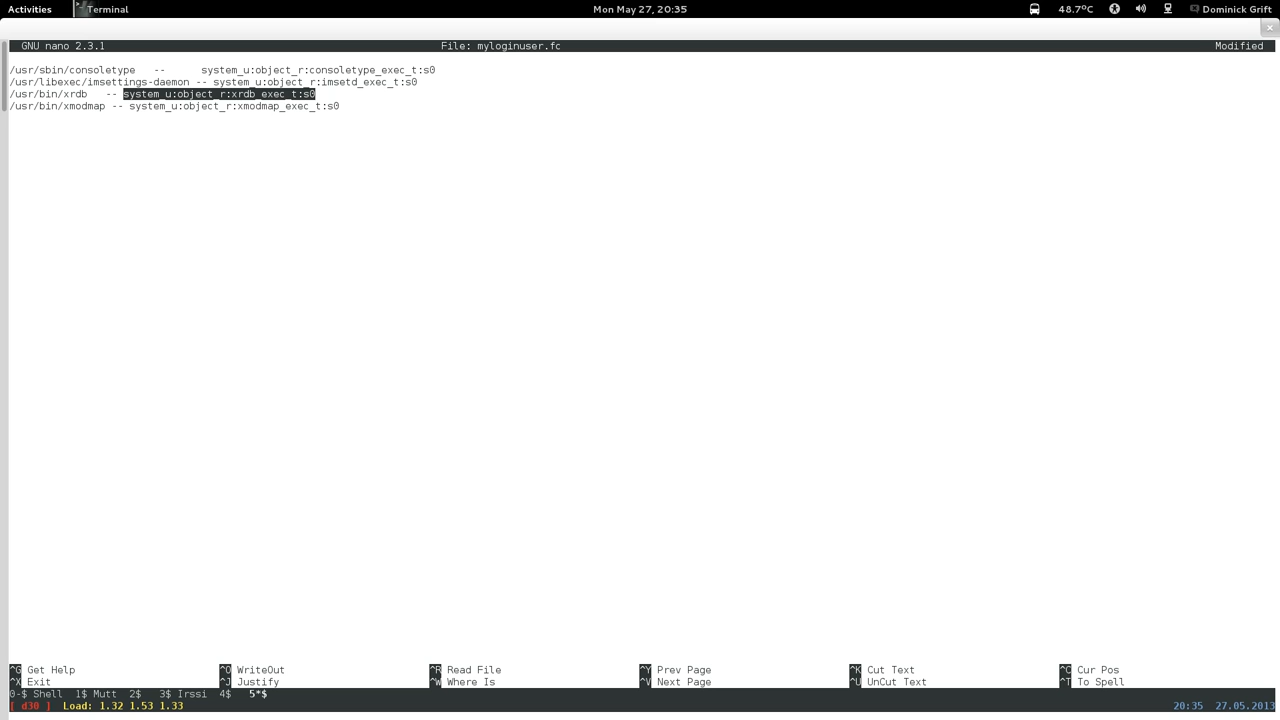 Activities Terminal Mon May 27, 20:35 48.7°C Dominick Grift
GNU nano 2.3.1 File: myloginuser.fc Modified
/usr/sbin/consoletype -- system_u:object_r:consoletype_exec_t:s0
/usr/libexec/imsettings-daemon -- system_u:object_r:imsetd_exec_t:s0
/usr/bin/xrdb -- system_u:object_r:xrdb_exec_t:s0
/usr/bin/xmodmap -- system_u:object_r:xmodmap_exec_t:s0
^G Get Help ^O WriteOut ^R Read File ^Y Prev Page ^K Cut Text ^C Cur Pos
^X Exit ^J Justify ^W Where Is ^V Next Page ^U UnCut Text ^T To Spell
0-$ Shell 1$ Mutt 2$ 3$ Irssi 4$ 5*$
[ d30 ] Load: 1.32 1.53 1.33 20:35 27.05.2013